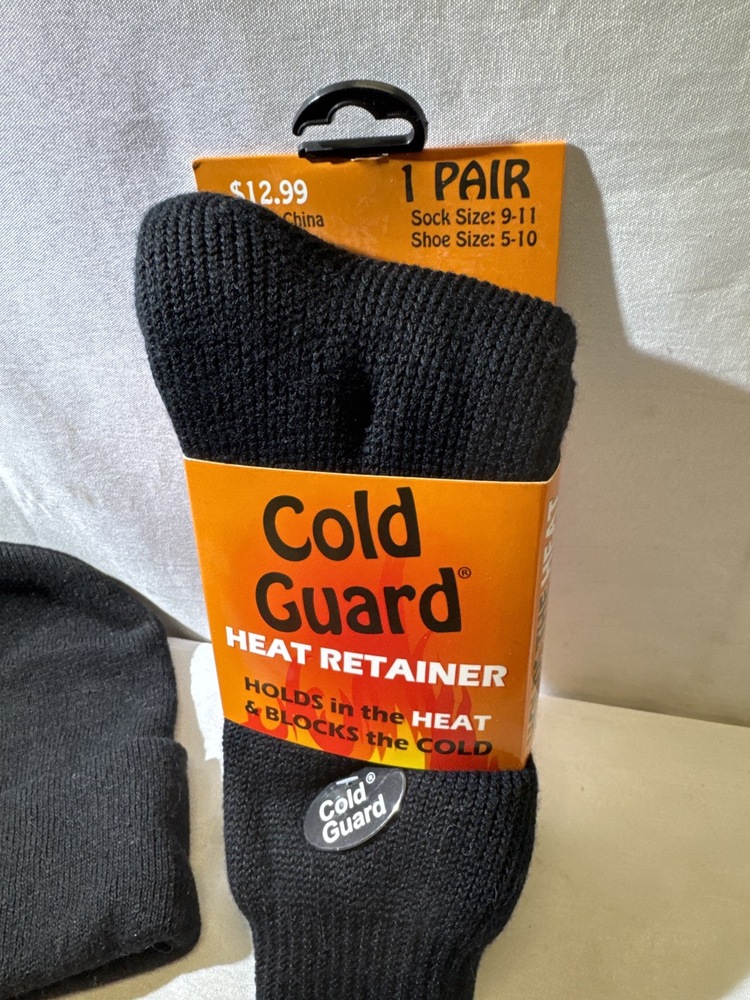 $12.99
1 PAIR
China
Sock Size: 9-11
Shoe Size: 5-10
Cold
Guard®
HEAT RETAINER
HOLDS in the HEAT
& BLOCKS the COLD
Cold®
Guard